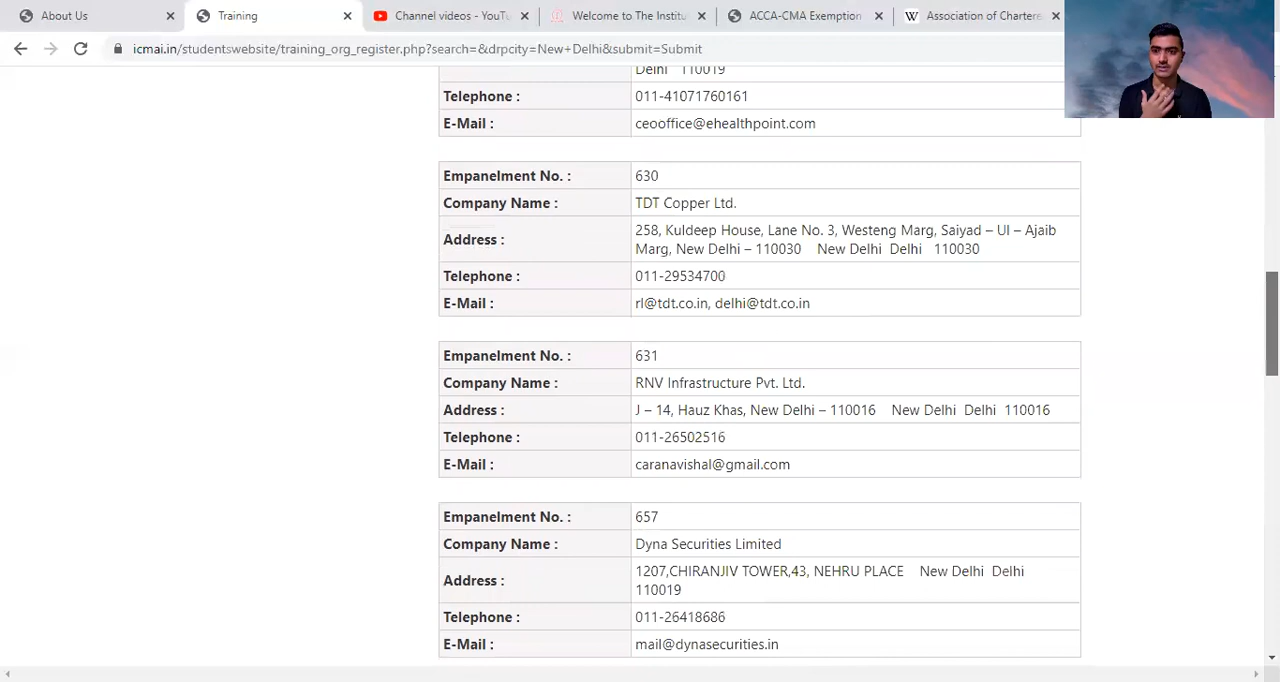 About Us
Training
Channel videos - YouTu
Welcome to The Institu
ACCA-CMA Exemption
Association of Chartere
icmai.in/studentswebsite/training_org_register.php?search=&drpcity=New+Delhi&submit=Submit
Delhi 110019
Telephone : 011-41071760161
E-Mail : ceooffice@ehealthpoint.com
Empanelment No. : 630
Company Name : TDT Copper Ltd.
Address : 258, Kuldeep House, Lane No. 3, Westeng Marg, Saiyad – Ul – Ajaib
Marg, New Delhi – 110030 New Delhi Delhi 110030
Telephone : 011-29534700
E-Mail : rl@tdt.co.in, delhi@tdt.co.in
Empanelment No. : 631
Company Name : RNV Infrastructure Pvt. Ltd.
Address : J – 14, Hauz Khas, New Delhi – 110016 New Delhi Delhi 110016
Telephone : 011-26502516
E-Mail : caranavishal@gmail.com
Empanelment No. : 657
Company Name : Dyna Securities Limited
Address : 1207,CHIRANJIV TOWER,43, NEHRU PLACE New Delhi Delhi
110019
Telephone : 011-26418686
E-Mail : mail@dynasecurities.in